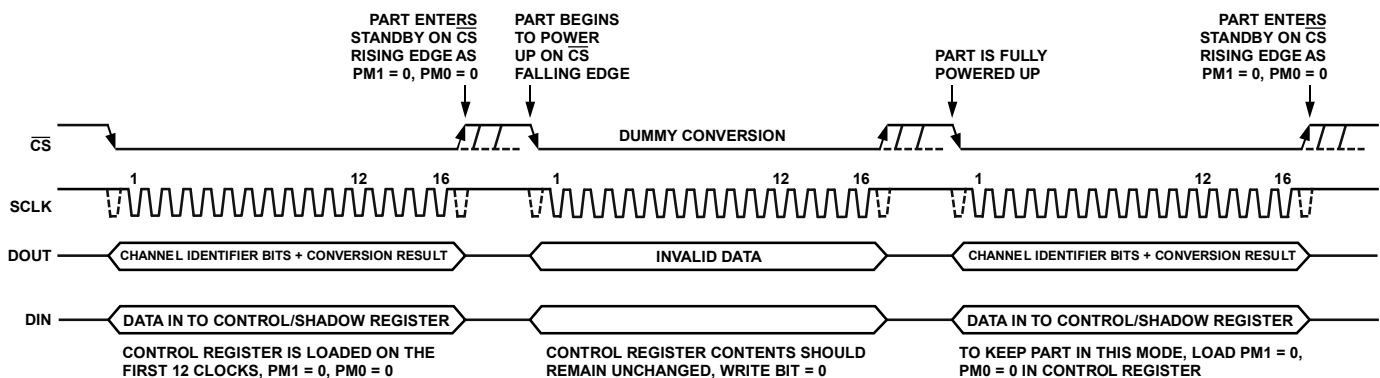 PART ENTERS
STANDBY ON CS
RISING EDGE AS
PM1 = 0, PM0 = 0
PART BEGINS
TO POWER
UP ON CS
FALLING EDGE
PART IS FULLY
POWERED UP
PART ENTERS
STANDBY ON CS
RISING EDGE AS
PM1 = 0, PM0 = 0
CS
DUMMY CONVERSION
SCLK
1 12 16
1 12 16
1 12 16
DOUT
CHANNEL IDENTIFIER BITS + CONVERSION RESULT
INVALID DATA
CHANNEL IDENTIFIER BITS + CONVERSION RESULT
DIN
DATA IN TO CONTROL/SHADOW REGISTER
DATA IN TO CONTROL/SHADOW REGISTER
CONTROL REGISTER IS LOADED ON THE
FIRST 12 CLOCKS, PM1 = 0, PM0 = 0
CONTROL REGISTER CONTENTS SHOULD
REMAIN UNCHANGED, WRITE BIT = 0
TO KEEP PART IN THIS MODE, LOAD PM1 = 0,
PM0 = 0 IN CONTROL REGISTER